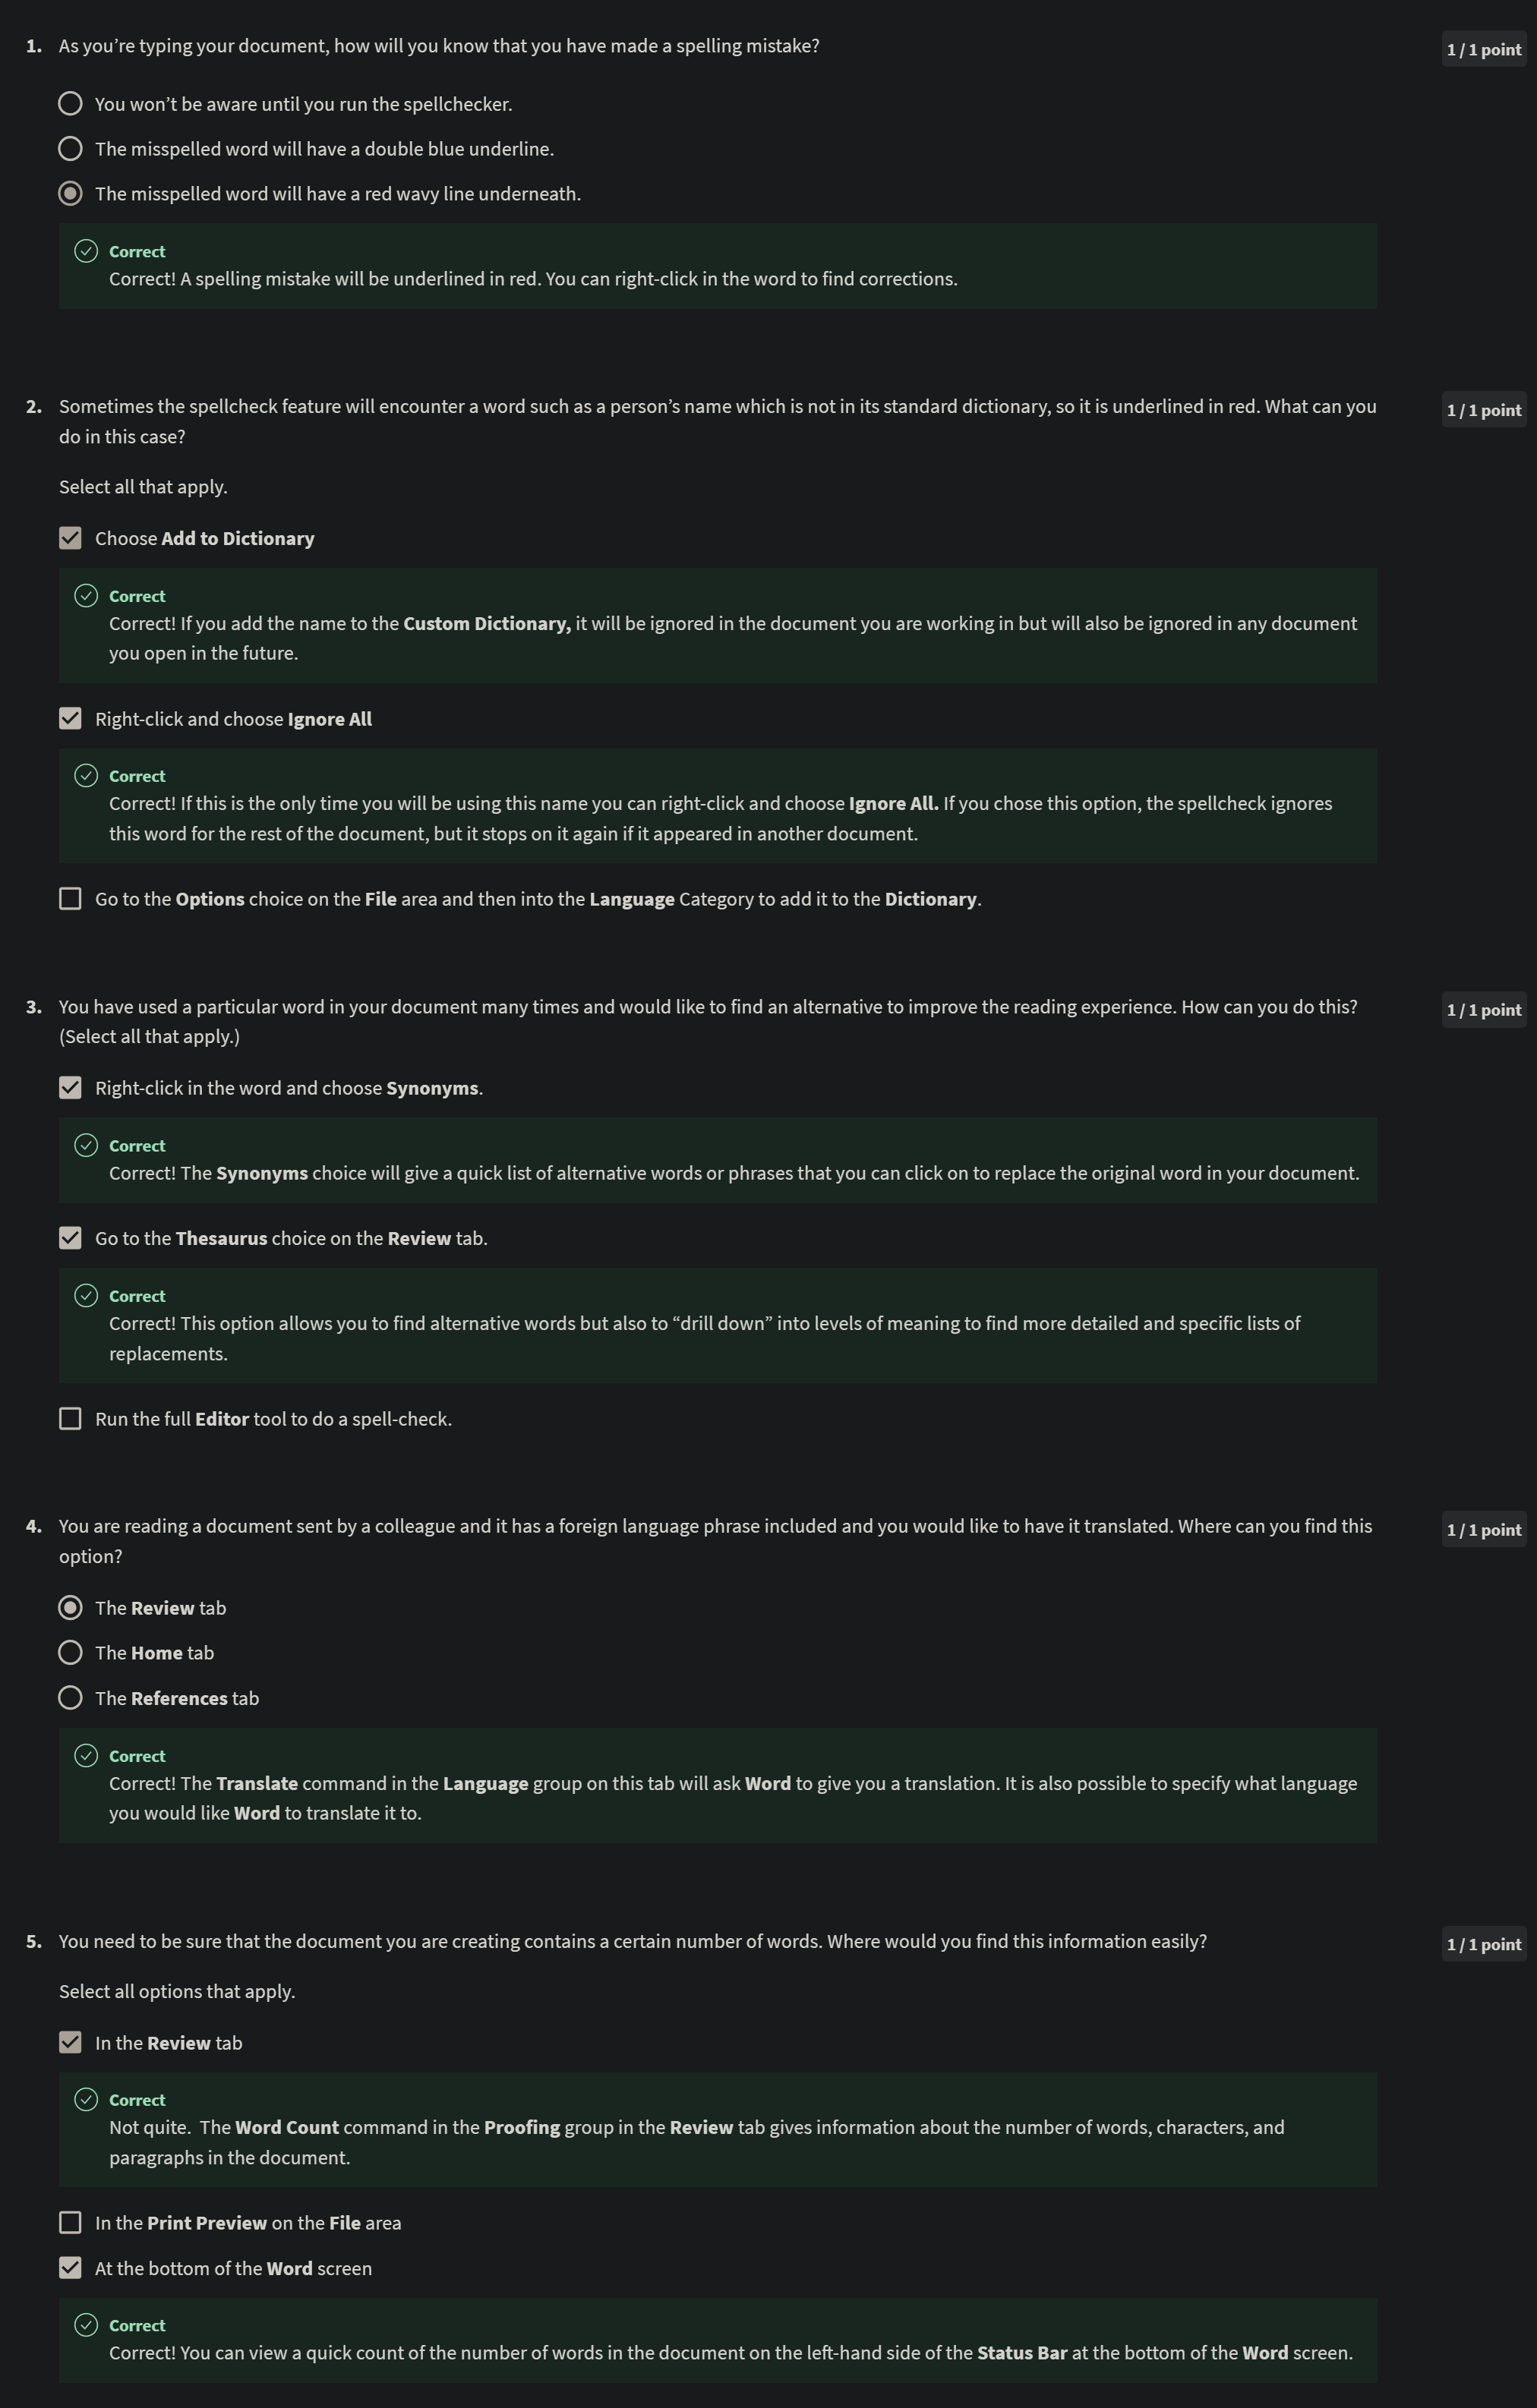 1. As you’re typing your document, how will you know that you have made a spelling mistake?
1 / 1 point
You won’t be aware until you run the spellchecker.
The misspelled word will have a double blue underline.
The misspelled word will have a red wavy line underneath.
Correct
Correct! A spelling mistake will be underlined in red. You can right-click in the word to find corrections.
2. Sometimes the spellcheck feature will encounter a word such as a person’s name which is not in its standard dictionary, so it is underlined in red. What can you
do in this case?
1 / 1 point
Select all that apply.
Choose Add to Dictionary
Correct
Correct! If you add the name to the Custom Dictionary, it will be ignored in the document you are working in but will also be ignored in any document
you open in the future.
Right-click and choose Ignore All
Correct
Correct! If this is the only time you will be using this name you can right-click and choose Ignore All. If you chose this option, the spellcheck ignores
this word for the rest of the document, but it stops on it again if it appeared in another document.
Go to the Options choice on the File area and then into the Language Category to add it to the Dictionary.
3. You have used a particular word in your document many times and would like to find an alternative to improve the reading experience. How can you do this?
(Select all that apply.)
1 / 1 point
Right-click in the word and choose Synonyms.
Correct
Correct! The Synonyms choice will give a quick list of alternative words or phrases that you can click on to replace the original word in your document.
Go to the Thesaurus choice on the Review tab.
Correct
Correct! This option allows you to find alternative words but also to “drill down” into levels of meaning to find more detailed and specific lists of
replacements.
Run the full Editor tool to do a spell-check.
4. You are reading a document sent by a colleague and it has a foreign language phrase included and you would like to have it translated. Where can you find this
option?
1 / 1 point
The Review tab
The Home tab
The References tab
Correct
Correct! The Translate command in the Language group on this tab will ask Word to give you a translation. It is also possible to specify what language
you would like Word to translate it to.
5. You need to be sure that the document you are creating contains a certain number of words. Where would you find this information easily?
1 / 1 point
Select all options that apply.
In the Review tab
Correct
Not quite.  The Word Count command in the Proofing group in the Review tab gives information about the number of words, characters, and
paragraphs in the document.
In the Print Preview on the File area
At the bottom of the Word screen
Correct
Correct! You can view a quick count of the number of words in the document on the left-hand side of the Status Bar at the bottom of the Word screen.